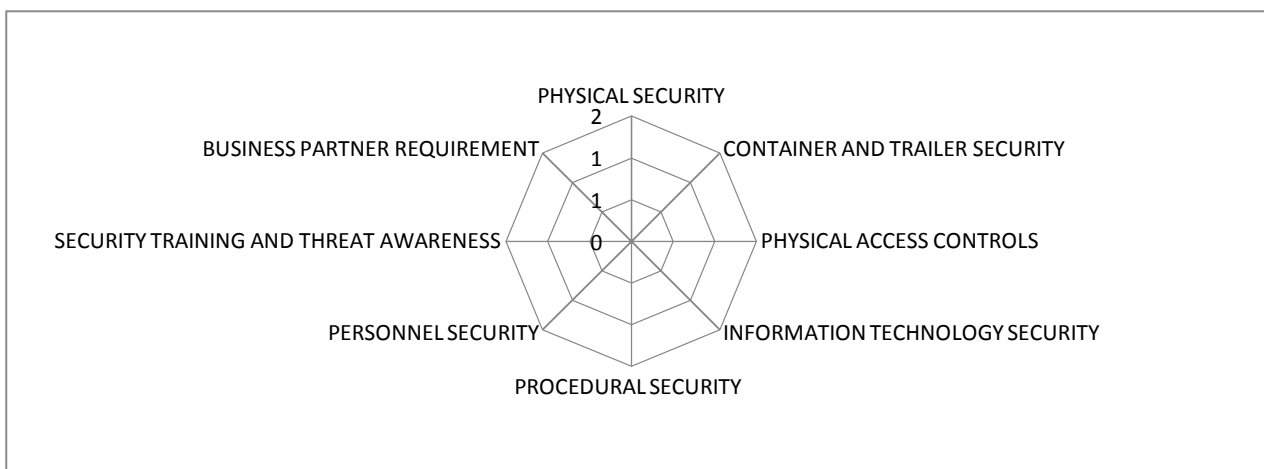 PHYSICAL SECURITY
2
BUSINESS PARTNER REQUIREMENT
CONTAINER AND TRAILER SECURITY
1
1
SECURITY TRAINING AND THREAT AWARENESS
0
PHYSICAL ACCESS CONTROLS
PERSONNEL SECURITY
INFORMATION TECHNOLOGY SECURITY
PROCEDURAL SECURITY